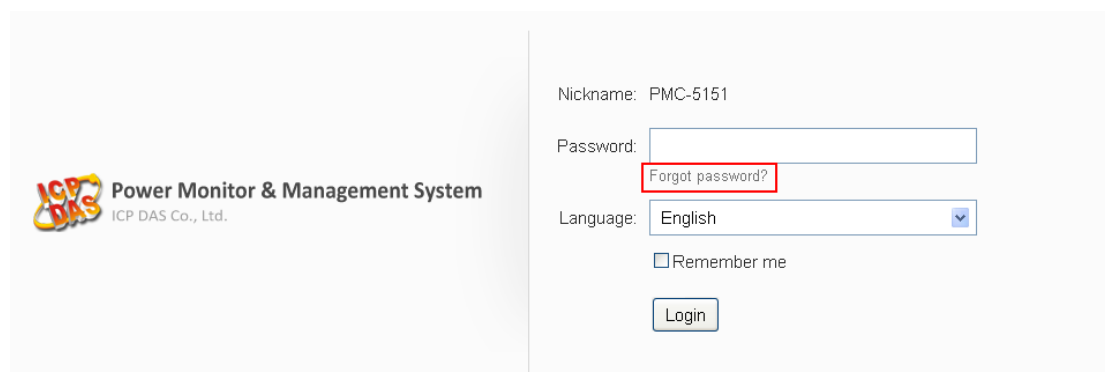 ICP
DAS
Power Monitor & Management System
ICP DAS Co., Ltd.
Nickname: PMC-5151
Password:
Forgot password?
Language: English
Remember me
Login